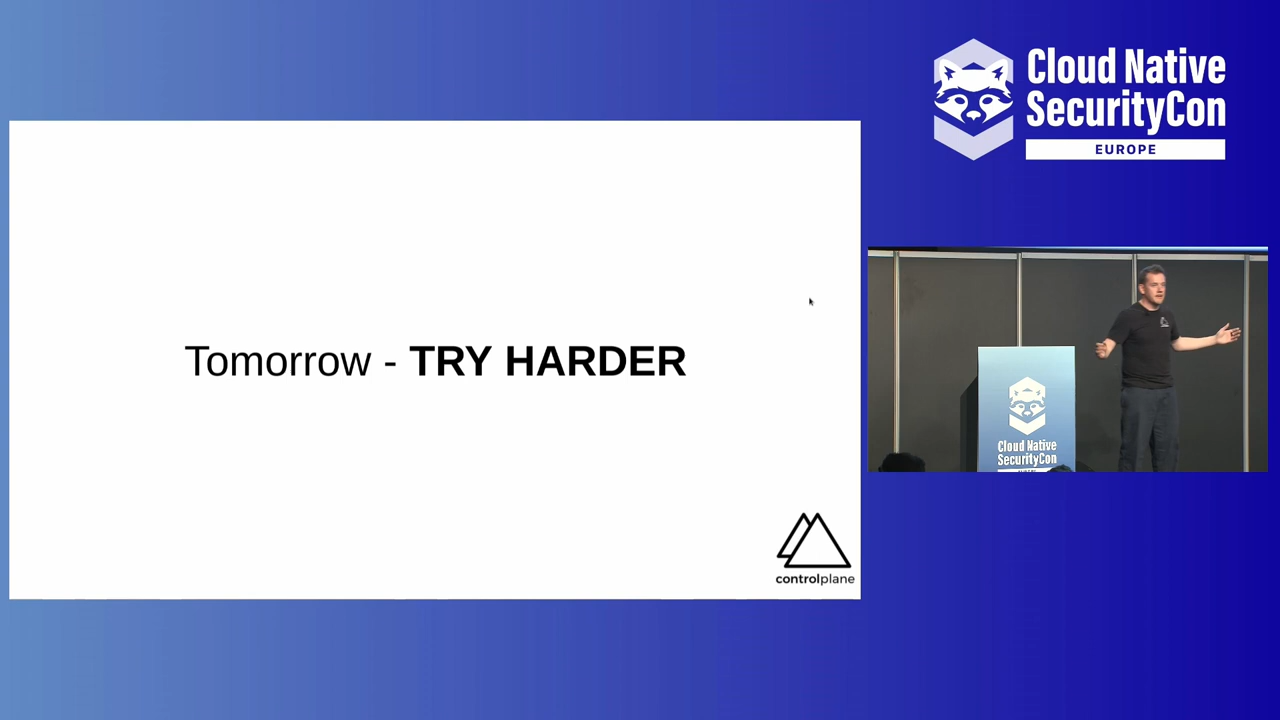 Cloud Native
SecurityCon
EUROPE
Tomorrow - TRY HARDER
controlplane
Cloud Native
SecurityCon